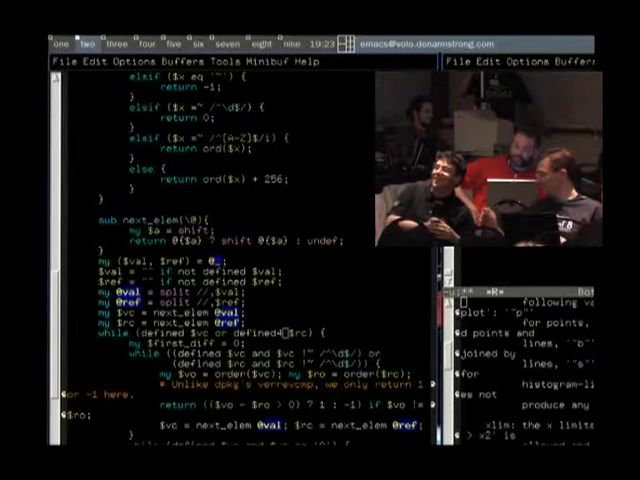 one two three four five six seven eight nine 19:23 emacs@volo.donarmstrong.com
File Edit Options Buffers Tools Minibuf Help
File Edit Options Buffer
elsif ($x eq '~') {
return -1;
}
elsif ($x =~ /^\d$/) {
return 0;
}
elsif ($x =~ /^[A-Z]$/i) {
return ord($x);
}
else {
return ord($x) + 256;
}
}
sub next_elem(\@){
my $a = shift;
return @{$a} ? shift @{$a} : undef;
}
my ($val, $ref) = @_;
$val = "" if not defined $val;
$ref = "" if not defined $ref;
my @val = split //,$val;
my @ref = split //,$ref;
my $vc = next_elem @val;
my $rc = next_elem @ref;
while (defined $vc or defined $rc) {
my $first_diff = 0;
while ((defined $vc and $vc !~ /^\d$/) or
(defined $rc and $rc !~ /^\d$/)) {
my $vo = order($vc); my $ro = order($rc);
# Unlike dpkg's verrevcmp, we only return 1
or -1 here.
return (($vo - $ro > 0) ? 1 : -1) if $vo !=
$ro;
$vc = next_elem @val; $rc = next_elem @ref;
}
following val
plot': '"p"'
for points,
d points and
lines, '"b"'
joined by
lines, '"s"'
for
histogram-li
es not
produce any
xlim: the x limits
> x2' is